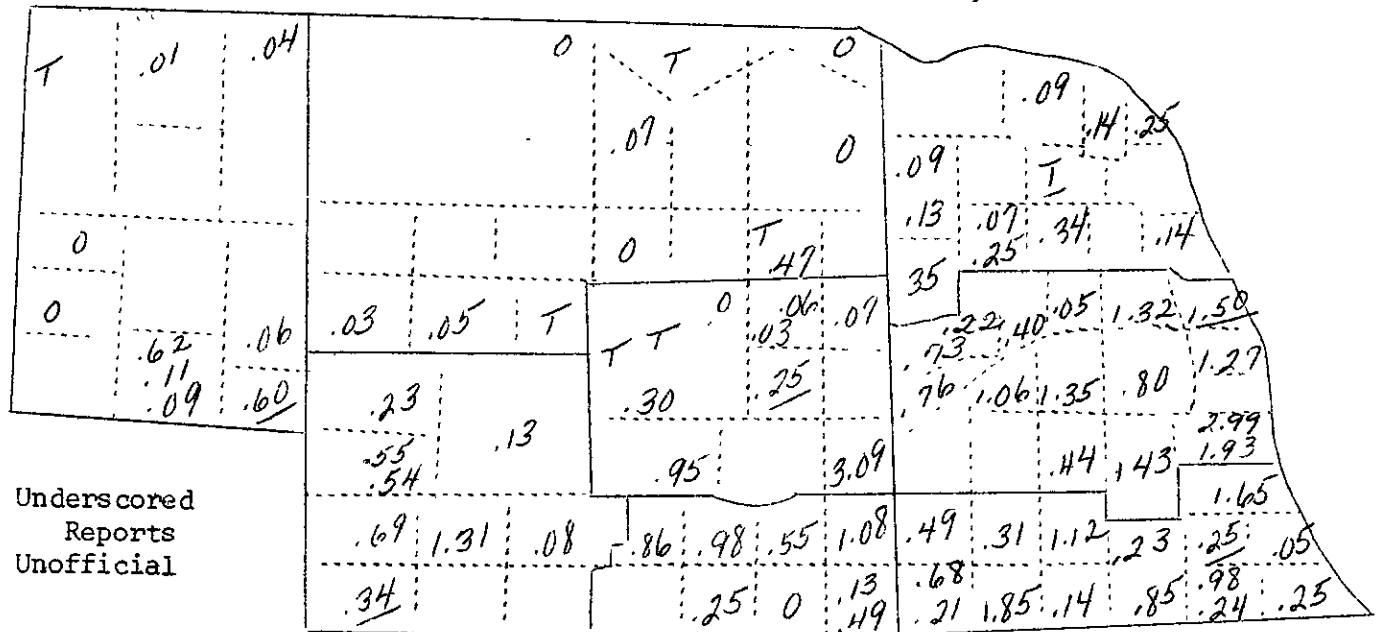 T .01 .04 0 T 0
.09
.07 0 .14 .25
.09 T
.13 .07 .34 .14
0 0 T .25
.47 .35
0 .06 .03 .05 T T T 0 .06 .07 .22 .40 .05 1.32 1.50
.62 .03 .73
.11 .30 .25 .76 1.06 1.35 .80 1.27
.09 .60 .23 .13
.55 .95 3.09 .44 1.43 2.99
.54 1.93
1.65
Underscored
Reports
Unofficial
.69 1.31 .08 .86 .98 .55 1.08 .49 .31 1.12 .23 .25 .05
.34 .25 0 .13 .68 1.85 .14 .85 .98 .25
.49 .21 .24